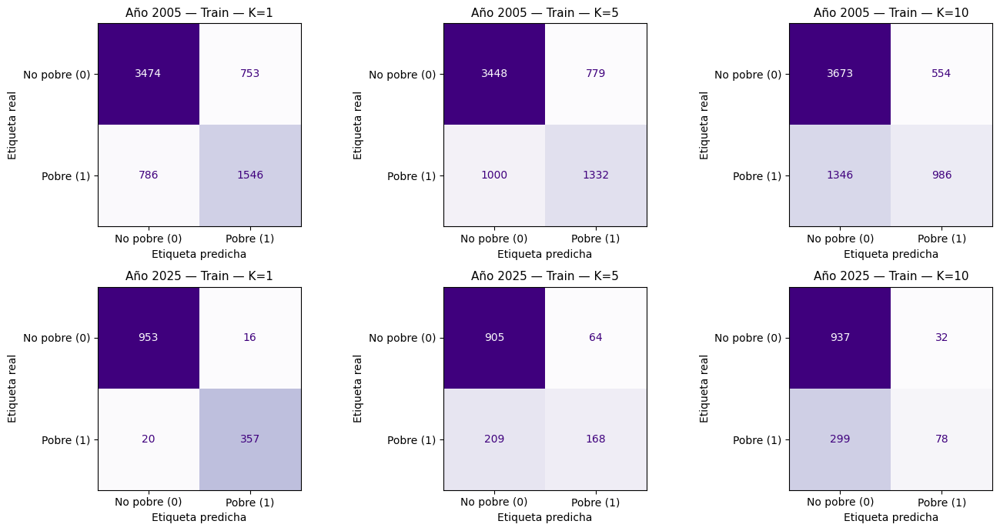 Año 2005 — Train — K=1
No pobre (0)
3474
753
Etiqueta real
Pobre (1)
786
1546
No pobre (0)
Pobre (1)
Etiqueta predicha
Año 2005 — Train — K=5
No pobre (0)
3448
779
Etiqueta real
Pobre (1)
1000
1332
No pobre (0)
Pobre (1)
Etiqueta predicha
Año 2005 — Train — K=10
No pobre (0)
3673
554
Etiqueta real
Pobre (1)
1346
986
No pobre (0)
Pobre (1)
Etiqueta predicha
Año 2025 — Train — K=1
No pobre (0)
953
16
Etiqueta real
Pobre (1)
20
357
No pobre (0)
Pobre (1)
Etiqueta predicha
Año 2025 — Train — K=5
No pobre (0)
905
64
Etiqueta real
Pobre (1)
209
168
No pobre (0)
Pobre (1)
Etiqueta predicha
Año 2025 — Train — K=10
No pobre (0)
937
32
Etiqueta real
Pobre (1)
299
78
No pobre (0)
Pobre (1)
Etiqueta predicha